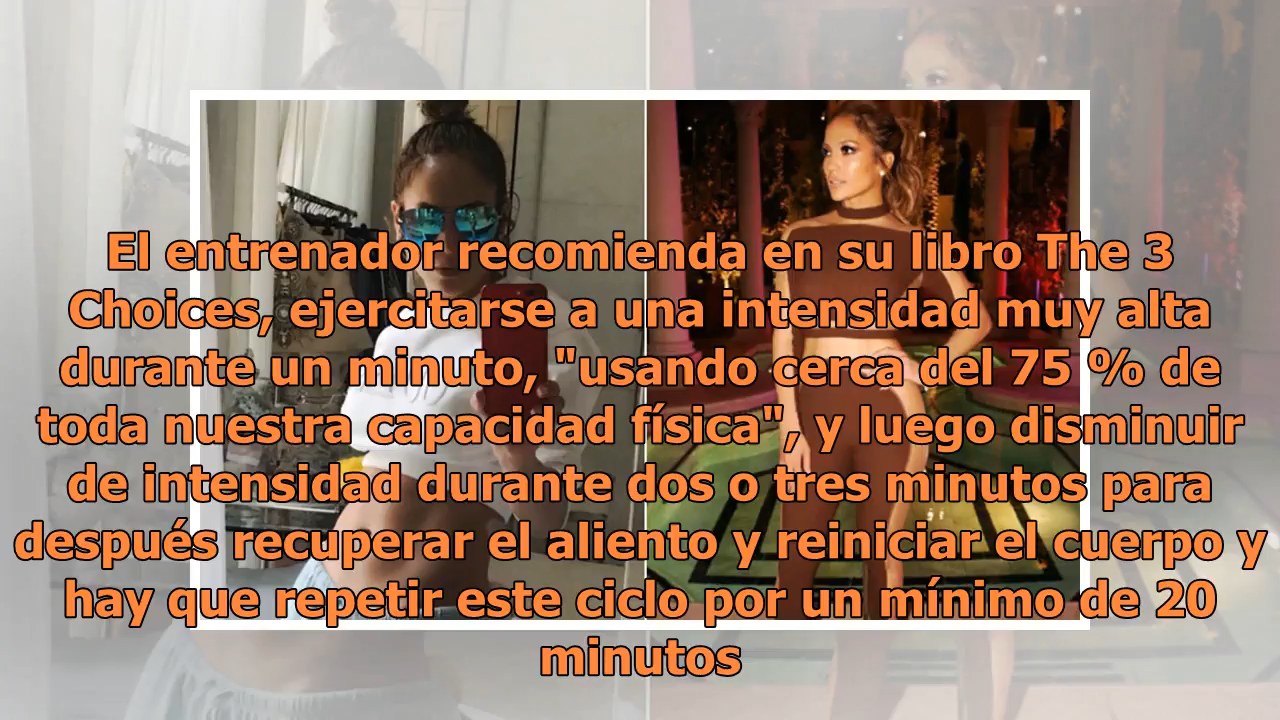 El entrenador recomienda en su libro The 3
Choices, ejercitarse a una intensidad muy alta
durante un minuto, "usando cerca del 75 % de
toda nuestra capacidad física", y luego disminuir
de intensidad durante dos o tres minutos para
después recuperar el aliento y reiniciar el cuerpo y
hay que repetir este ciclo por un mínimo de 20
minutos